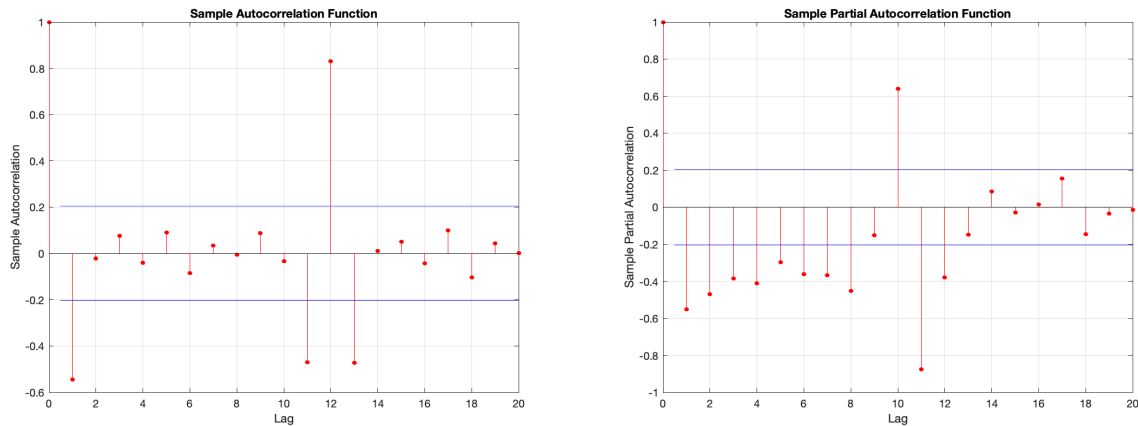 Sample Autocorrelation Function
Sample Autocorrelation
1
0.8
0.6
0.4
0.2
0
-0.2
-0.4
-0.6
0 2 4 6 8 10 12 14 16 18 20
Lag
Sample Partial Autocorrelation Function
Sample Partial Autocorrelation
1
0.8
0.6
0.4
0.2
0
-0.2
-0.4
-0.6
-0.8
-1
0 2 4 6 8 10 12 14 16 18 20
Lag